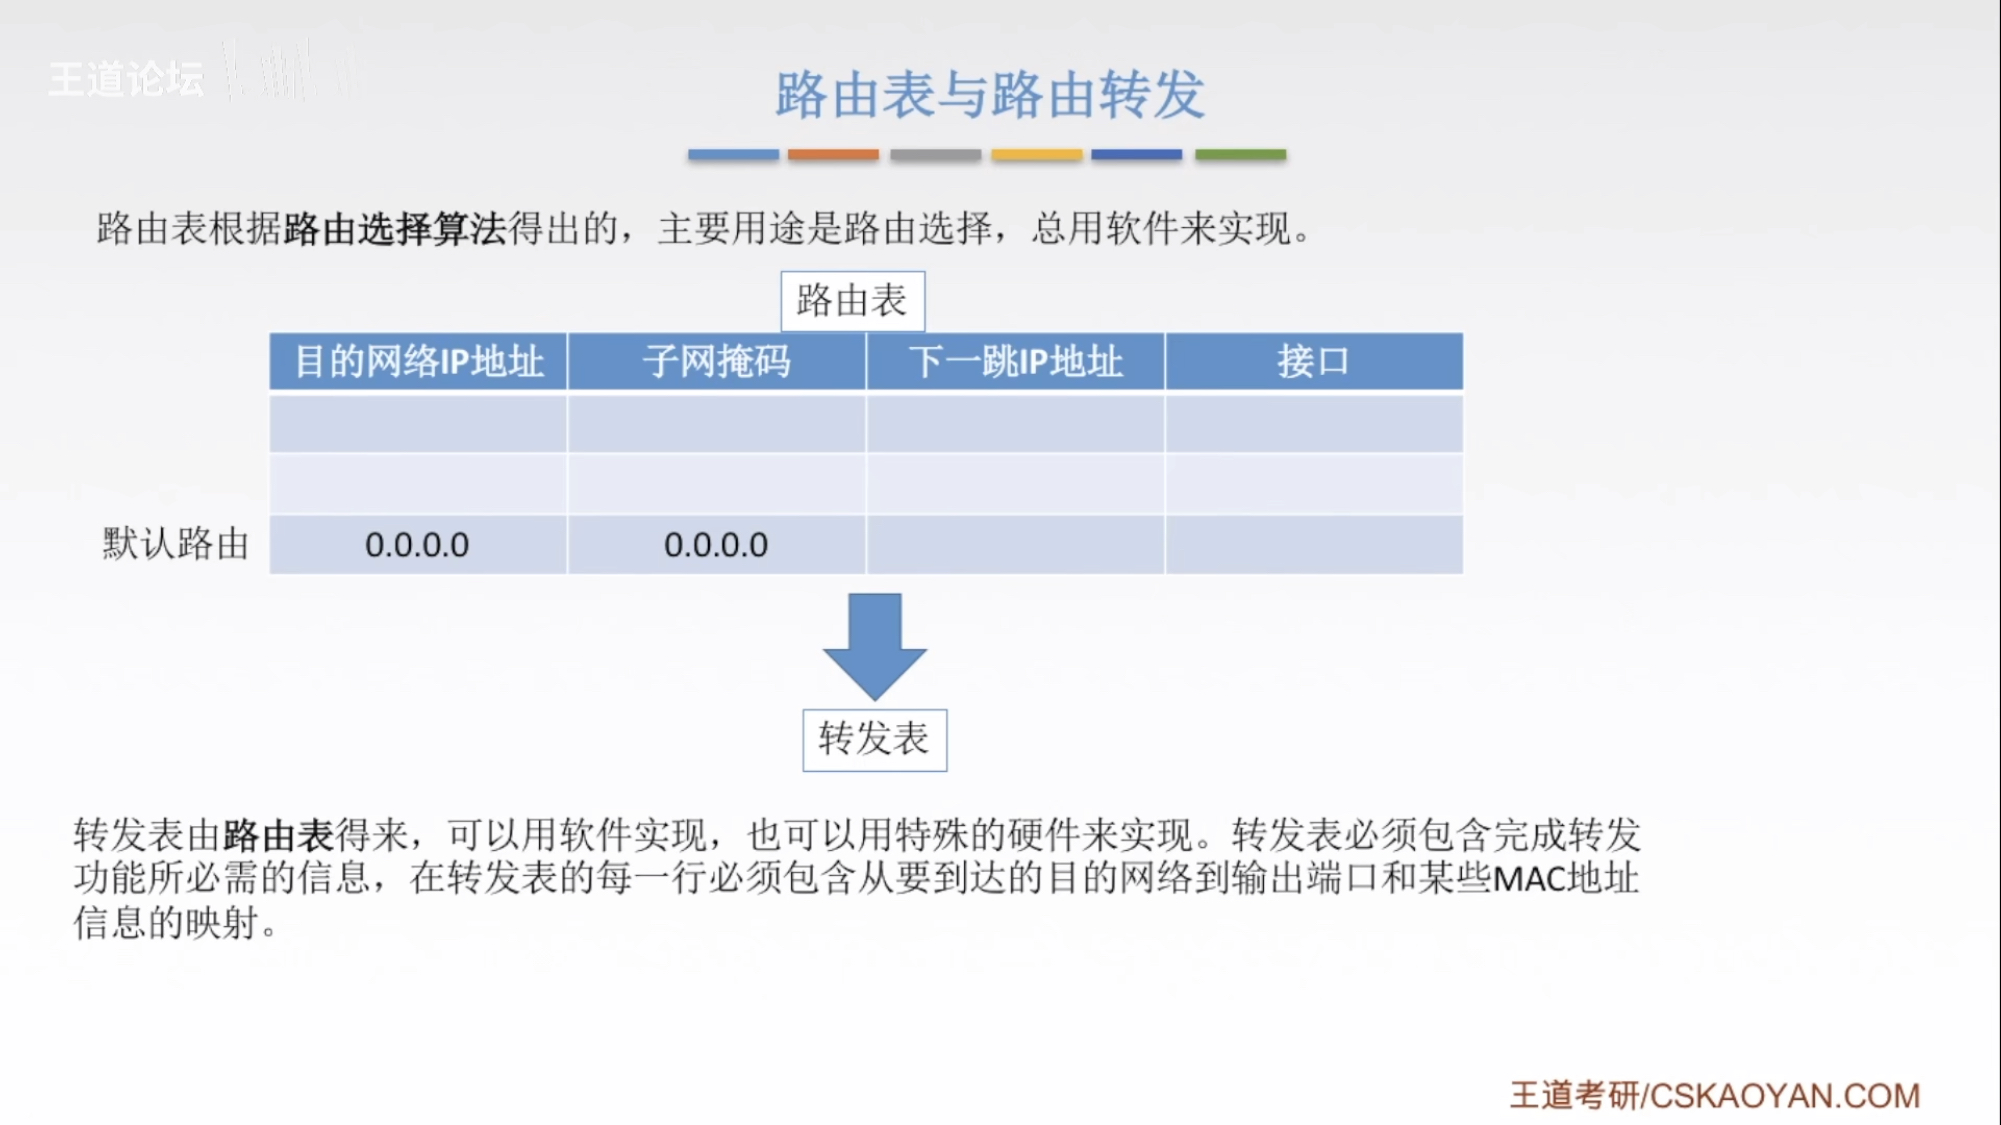 王道论坛
路由表与路由转发
路由表根据路由选择算法得出的，主要用途是路由选择，总用软件来实现。
路由表
目的网络IP地址 子网掩码 下一跳IP地址 接口
默认路由 0.0.0.0 0.0.0.0
转发表
转发表由路由表得来，可以用软件实现，也可以用特殊的硬件来实现。转发表必须包含完成转发
功能所必需的信息，在转发表的每一行必须包含从要到达的目的网络到输出端口和某些MAC地址
信息的映射。
王道考研/CSKAOYAN.COM